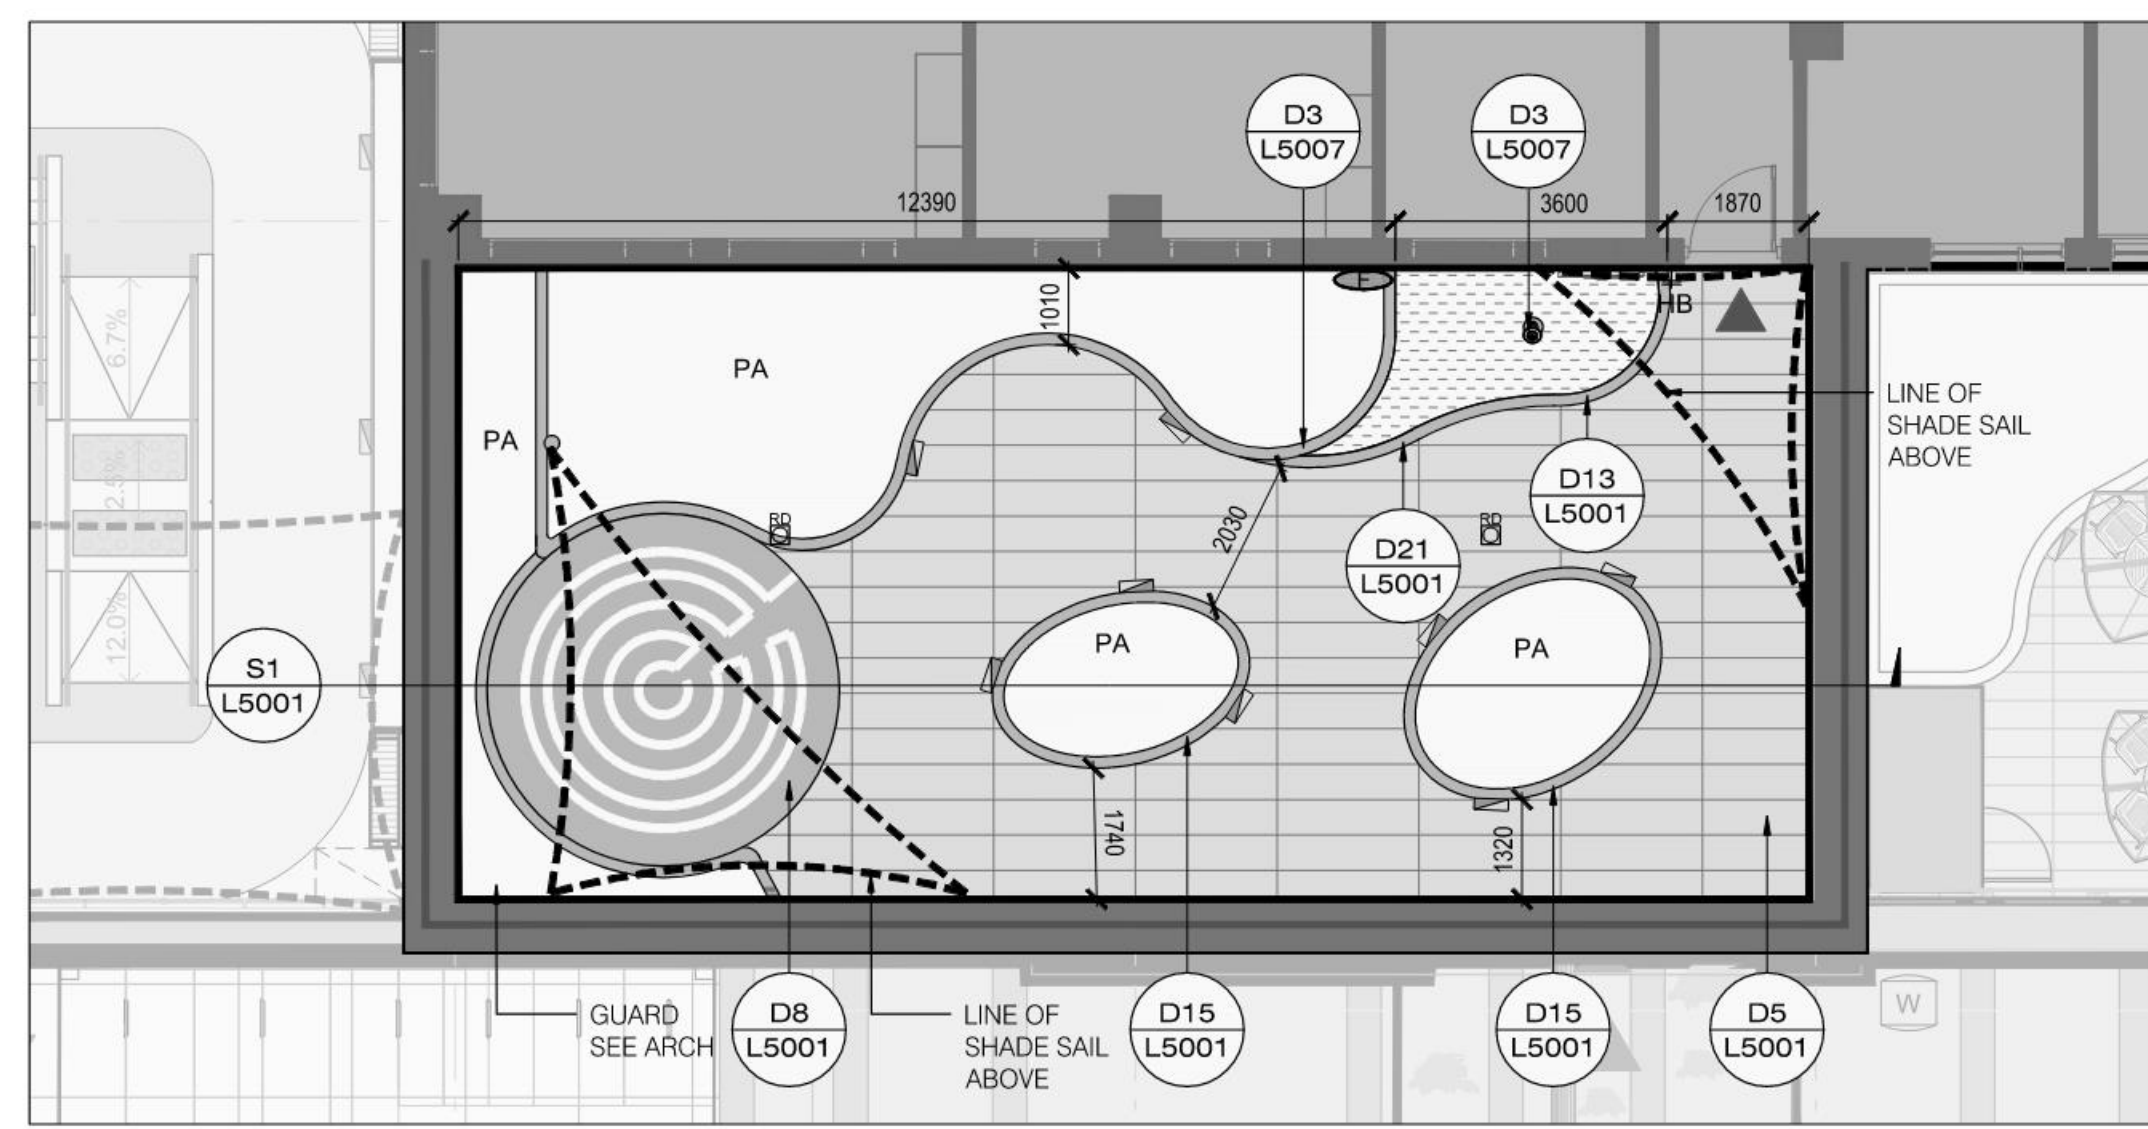 D3
L5007
D3
L5007
12390
3600
1870
6.7%
1010
E
HB
PA
LINE OF
SHADE SAIL
ABOVE
PA
2.5%
D13
L5001
RD
RD
2030
D21
L5001
12.0%
PA
PA
S1
L5001
1740
1320
GUARD
SEE ARCH
D8
L5001
LINE OF
SHADE SAIL
ABOVE
D15
L5001
D15
L5001
D5
L5001
W